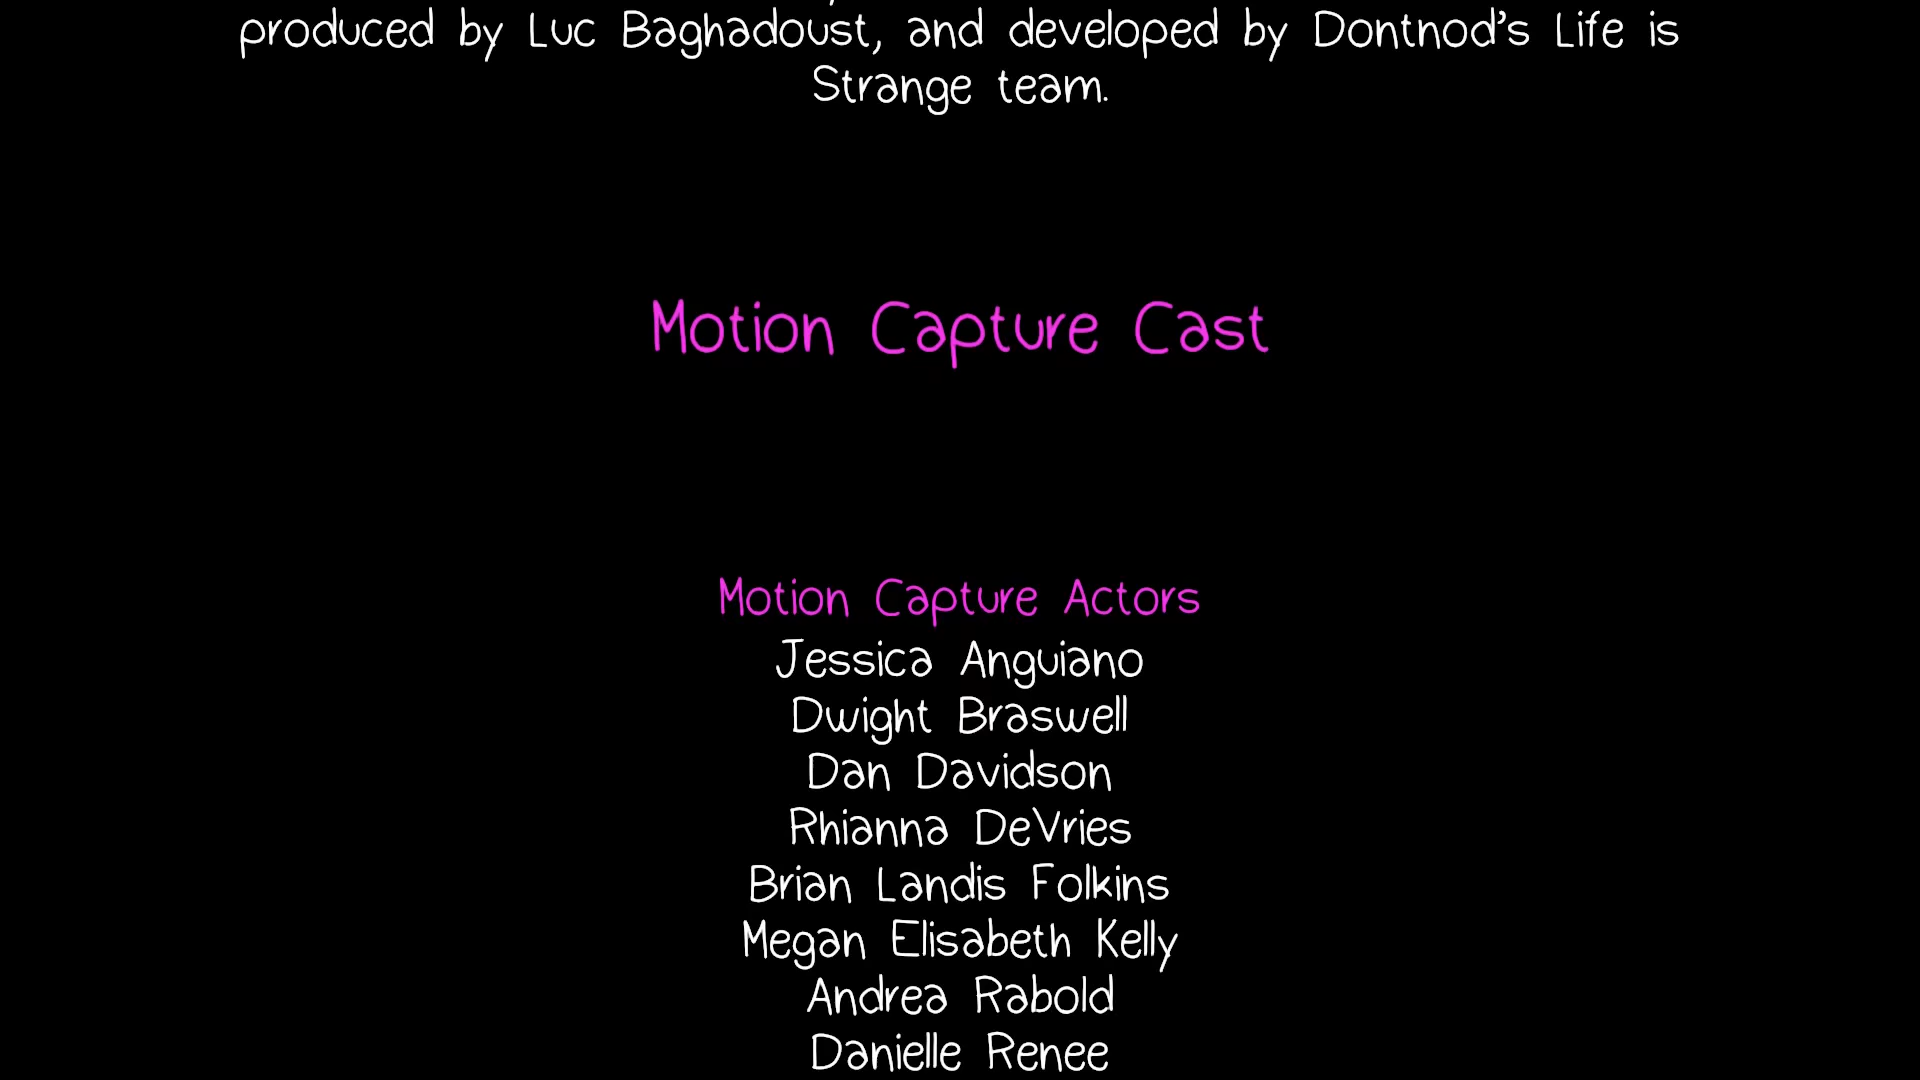 produced by Luc Baghadoust, and developed by Dontnod’s Life is
Strange team.
Motion Capture Cast
Motion Capture Actors
Jessica Anguiano
Dwight Braswell
Dan Davidson
Rhianna DeVries
Brian Landis Folkins
Megan Elisabeth Kelly
Andrea Rabold
Danielle Renee